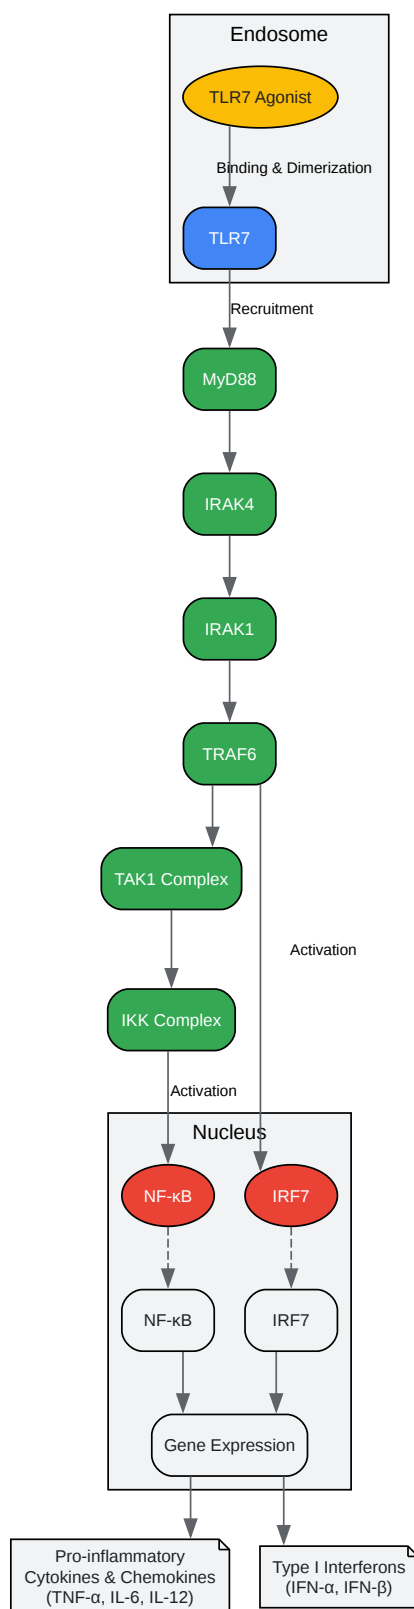 Endosome
TLR7 Agonist
Binding & Dimerization
TLR7
Recruitment
MyD88
IRAK4
IRAK1
TRAF6
TAK1 Complex
Activation
IKK Complex
Activation
Nucleus
NF-κB
IRF7
NF-κB
IRF7
Gene Expression
Pro-inflammatory
Cytokines & Chemokines
(TNF-α, IL-6, IL-12)
Type I Interferons
(IFN-α, IFN-β)